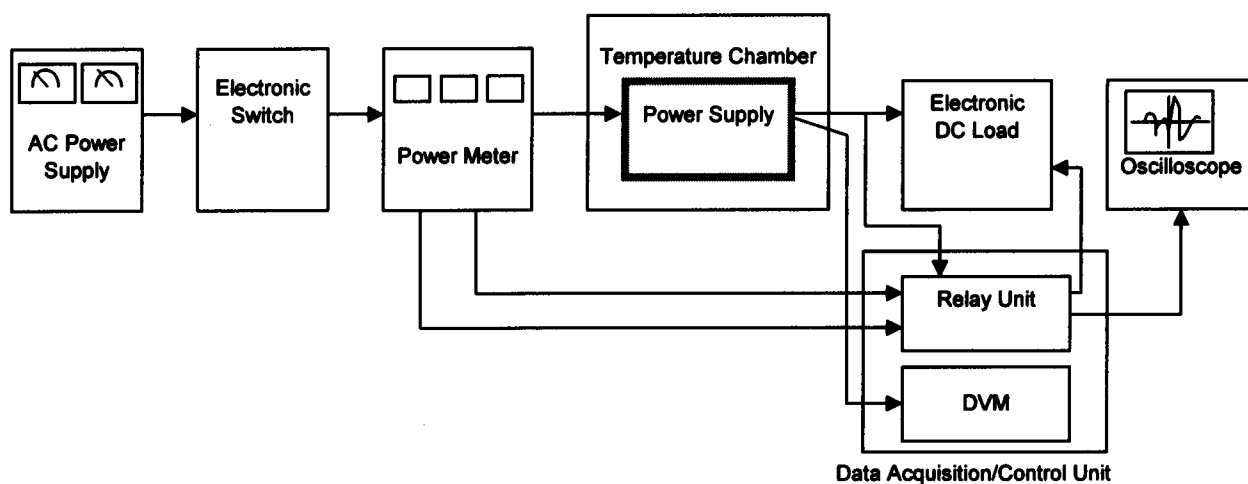 AC Power
Supply
Electronic
Switch
Power Meter
Temperature Chamber
Power Supply
Electronic
DC Load
Oscilloscope
Relay Unit
DVM
Data Acquisition/Control Unit